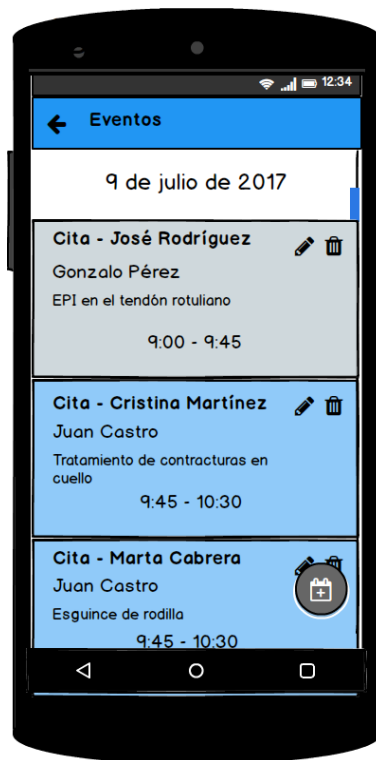 12:34
Eventos
9 de julio de 2017
Cita - José Rodríguez
Gonzalo Pérez
EPI en el tendón rotuliano
9:00 - 9:45
Cita - Cristina Martínez
Juan Castro
Tratamiento de contracturas en
cuello
9:45 - 10:30
Cita - Marta Cabrera
Juan Castro
Esguince de rodilla
9:45 - 10:30